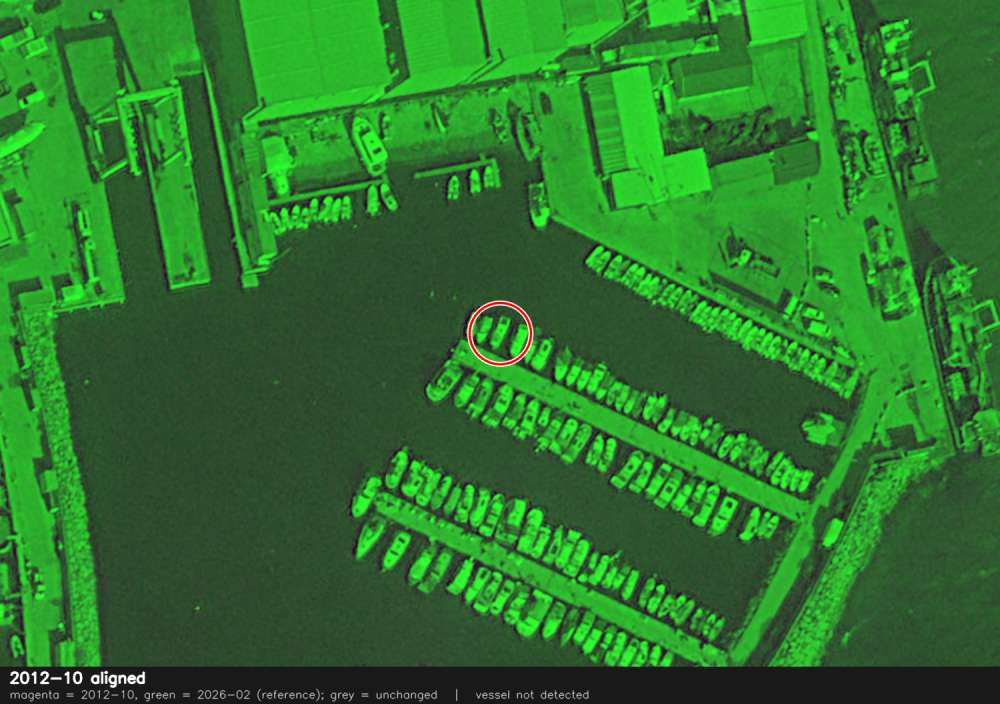 2012-10 aligned
magenta = 2012-10, green = 2026-02 (reference); grey = unchanged | vessel not detected